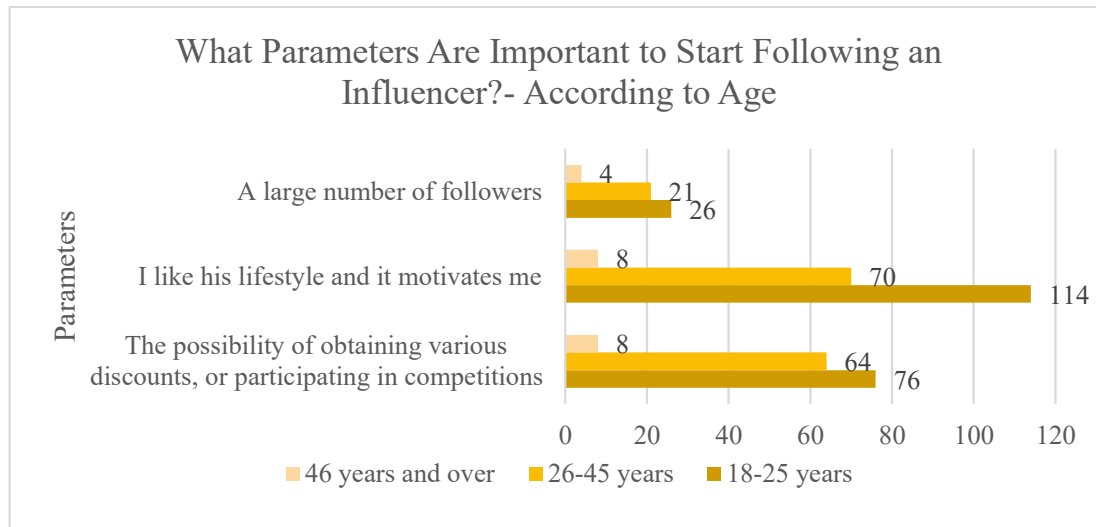 What Parameters Are Important to Start Following an
Influencer?- According to Age
Parameters
A large number of followers
4
21
26
I like his lifestyle and it motivates me
8
70
114
The possibility of obtaining various
discounts, or participating in competitions
8
64
76
0 20 40 60 80 100 120
46 years and over 26-45 years 18-25 years